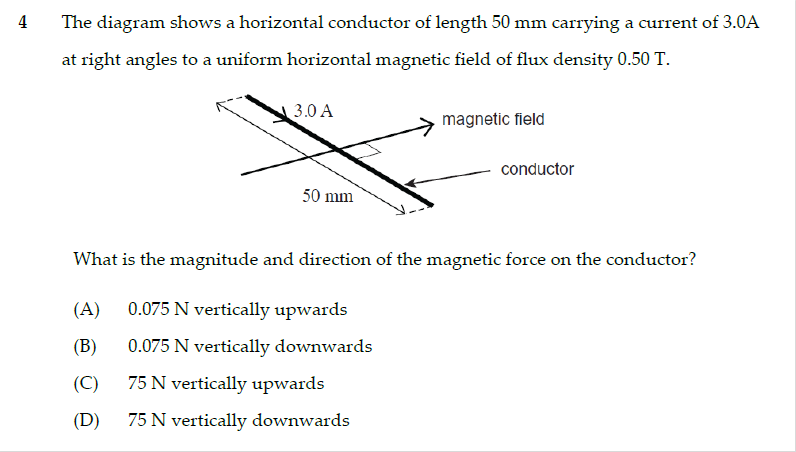 4 The diagram shows a horizontal conductor of length 50 mm carrying a current of 3.0A
at right angles to a uniform horizontal magnetic field of flux density 0.50 T.
3.0 A
magnetic field
conductor
50 mm
What is the magnitude and direction of the magnetic force on the conductor?
(A) 0.075 N vertically upwards
(B) 0.075 N vertically downwards
(C) 75 N vertically upwards
(D) 75 N vertically downwards